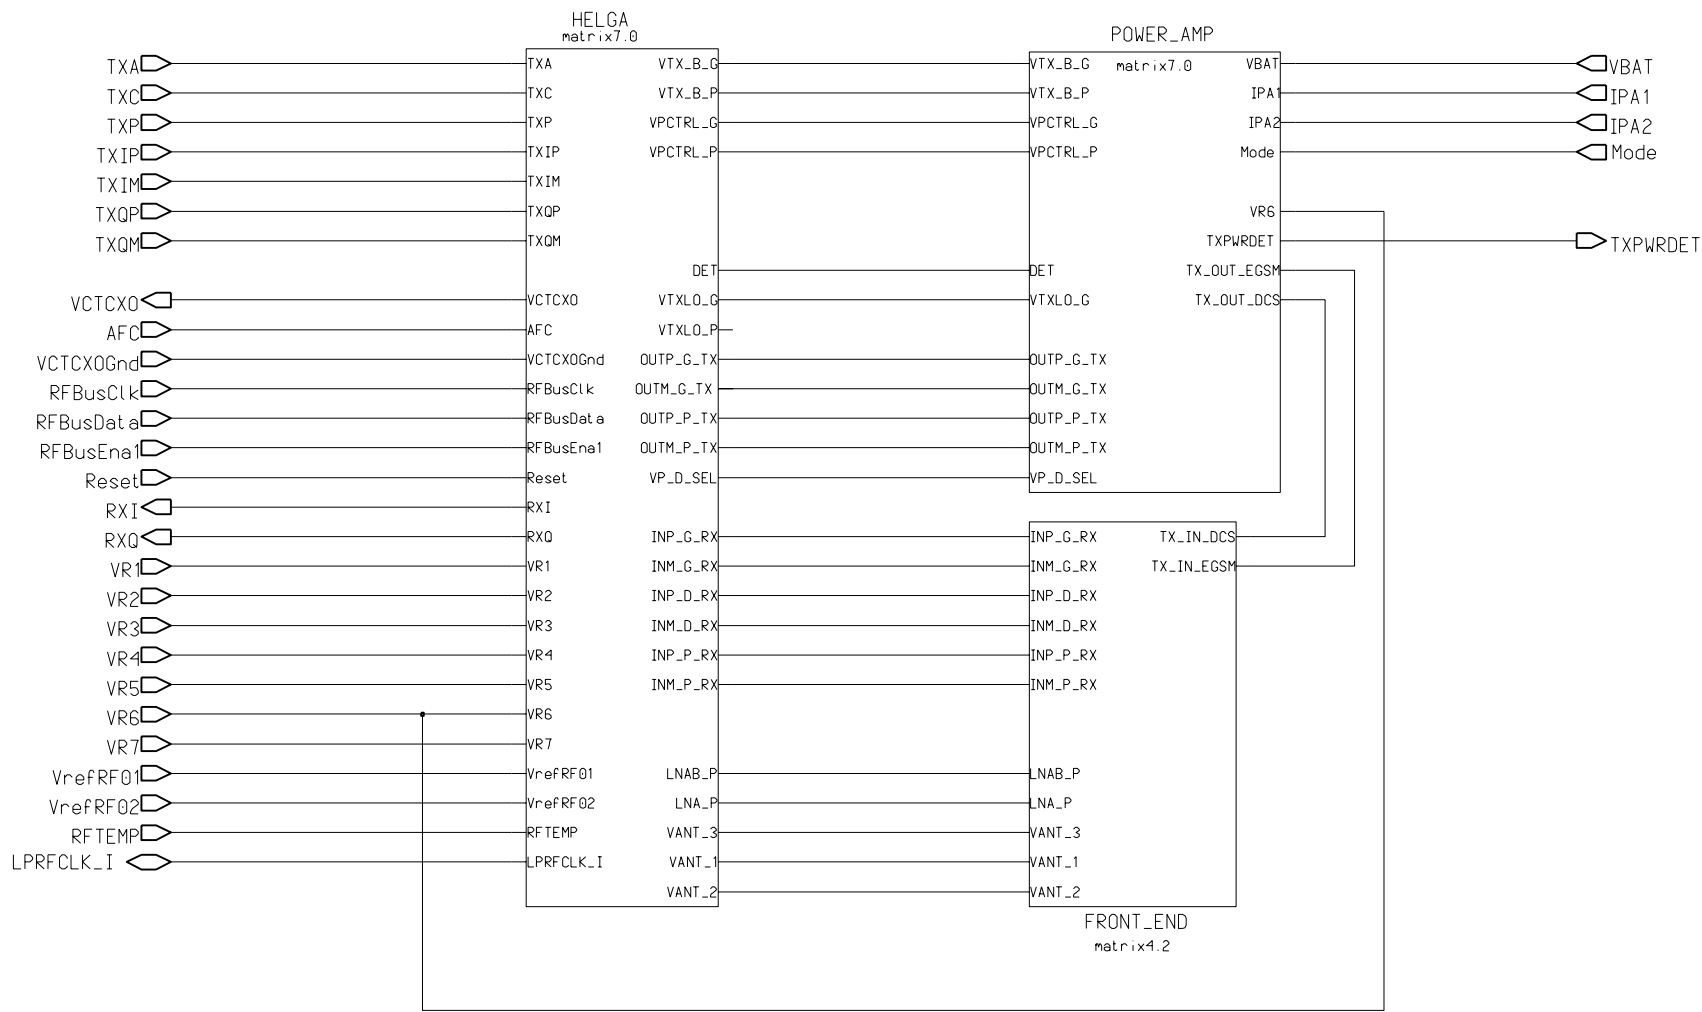 HELGA
matrix7.0
POWER_AMP
matrix7.0
TXA TXA VTX_B_G VTX_B_G VBAT VBAT
TXC TXC VTX_B_P VTX_B_P IPA1 IPA1
TXP TXP VPCTRL_G VPCTRL_G IPA2 IPA2
TXIP TXIP VPCTRL_P VPCTRL_P Mode Mode
TXIM TXIM
TXQP TXQP VR6
TXQM TXQM TXPWRDET TXPWRDET
DET DET TX_OUT_EGSM
VCTCXO VCTCXO VTXLO_G VTXLO_G TX_OUT_DCS
AFC AFC VTXLO_P
VCTCXOGnd VCTCXOGnd OUTP_G_TX OUTP_G_TX
RFBusClk RFBusClk OUTM_G_TX OUTM_G_TX
RFBusData RFBusData OUTP_P_TX OUTP_P_TX
RFBusEna1 RFBusEna1 OUTM_P_TX OUTM_P_TX
Reset Reset VP_D_SEL VP_D_SEL
RXI RXI
RXQ RXQ INP_G_RX INP_G_RX TX_IN_DCS
VR1 VR1 INM_G_RX INM_G_RX TX_IN_EGSM
VR2 VR2 INP_D_RX INP_D_RX
VR3 VR3 INM_D_RX INM_D_RX
VR4 VR4 INP_P_RX INP_P_RX
VR5 VR5 INM_P_RX INM_P_RX
VR6 VR6
VR7 VR7
VrefRF01 VrefRF01 LNAB_P LNAB_P
VrefRF02 VrefRF02 LNA_P LNA_P
RFTEMP RFTEMP VANT_3 VANT_3
LPRFCLK_I LPRFCLK_I VANT_1 VANT_1
VANT_2 VANT_2
FRONT_END
matrix4.2